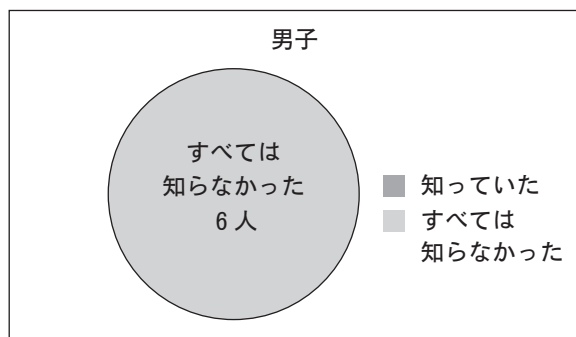 男子
すべては
知らなかった
6人
知っていた
すべては
知らなかった